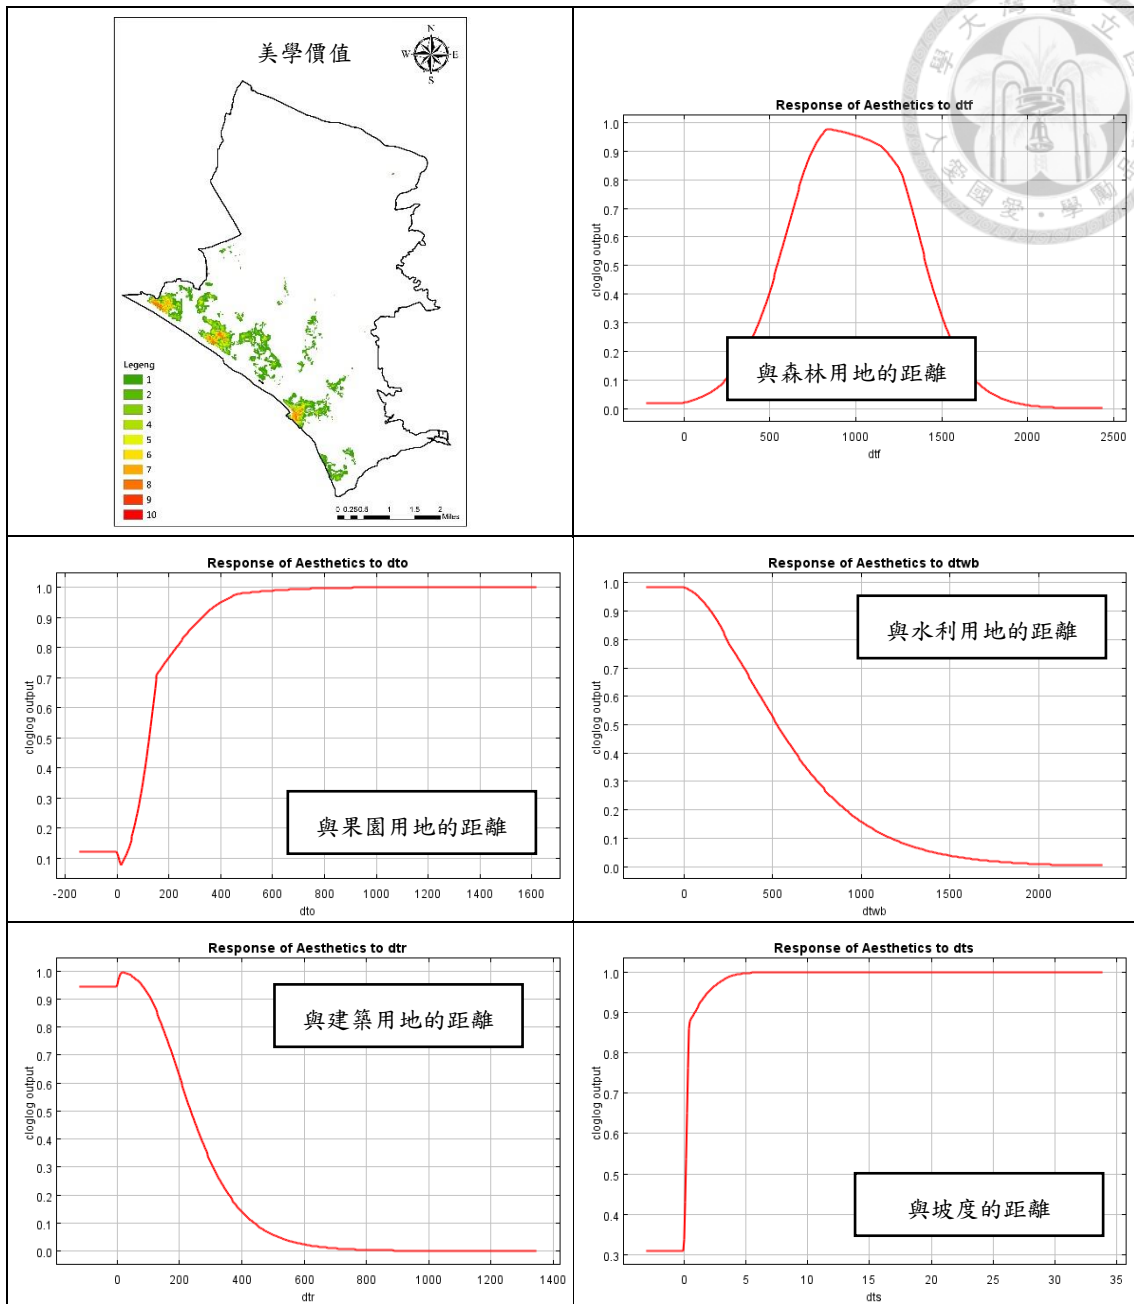 美學價值
N
W E
S
Legeng
1
2
3
4
5
6
7
8
9
10
0 0.250.5 1 1.5 2
Miles
Response of Aesthetics to dtf
cloglog output
1.0
0.9
0.8
0.7
0.6
0.5
0.4
0.3
0.2
0.1
0.0
與森林用地的距離
0 500 1000 1500 2000 2500
dtf
Response of Aesthetics to dto
cloglog output
1.0
0.9
0.8
0.7
0.6
0.5
0.4
0.3
0.2
0.1
與果園用地的距離
-200 0 200 400 600 800 1000 1200 1400 1600
dto
Response of Aesthetics to dtwb
cloglog output
1.0
0.9
0.8
0.7
0.6
0.5
0.4
0.3
0.2
0.1
0.0
與水利用地的距離
0 500 1000 1500 2000
dtwb
Response of Aesthetics to dtr
cloglog output
1.0
0.9
0.8
0.7
0.6
0.5
0.4
0.3
0.2
0.1
0.0
與建築用地的距離
0 200 400 600 800 1000 1200 1400
dtr
Response of Aesthetics to dts
cloglog output
1.0
0.9
0.8
0.7
0.6
0.5
0.4
0.3
與坡度的距離
0 5 10 15 20 25 30 35
dts